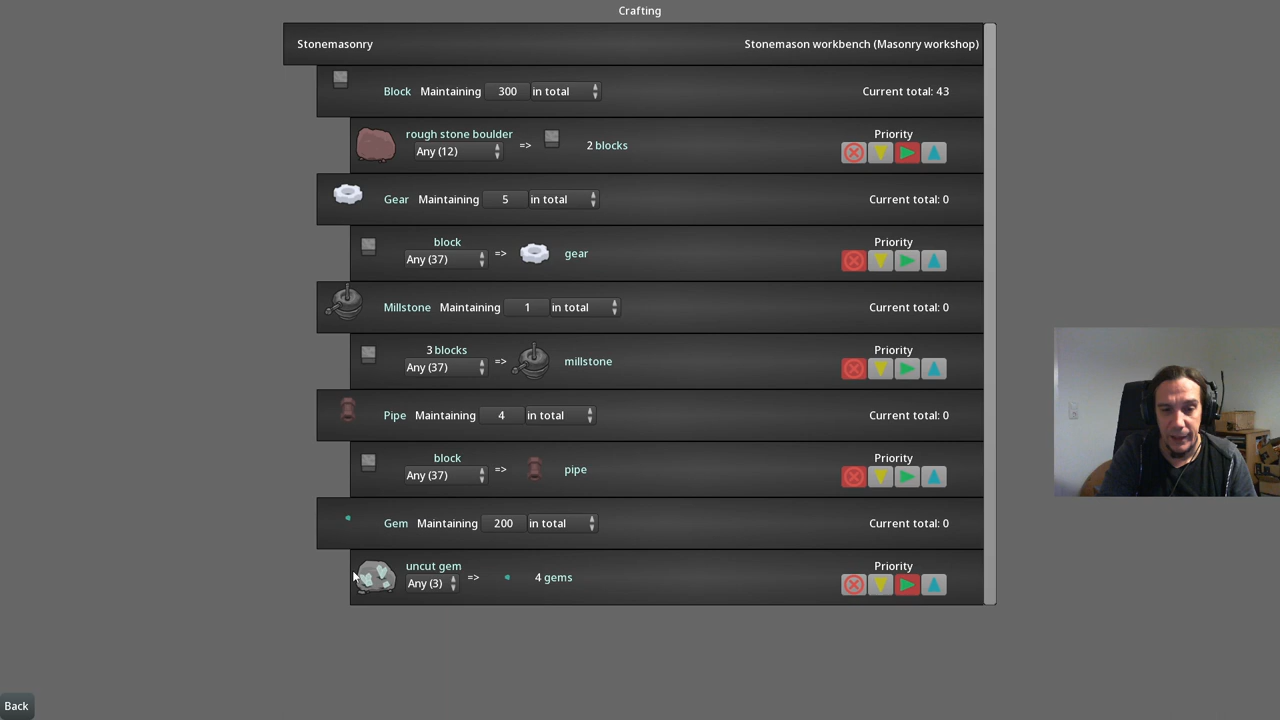 Crafting
Stonemasonry Stonemason workbench (Masonry workshop)
Block Maintaining 300 in total Current total: 43
rough stone boulder Priority
Any (12) => 2 blocks
Gear Maintaining 5 in total Current total: 0
block Priority
Any (37) => gear
Millstone Maintaining 1 in total Current total: 0
3 blocks Priority
Any (37) => millstone
Pipe Maintaining 4 in total Current total: 0
block Priority
Any (37) => pipe
Gem Maintaining 200 in total Current total: 0
uncut gem Priority
Any (3) => 4 gems
Back